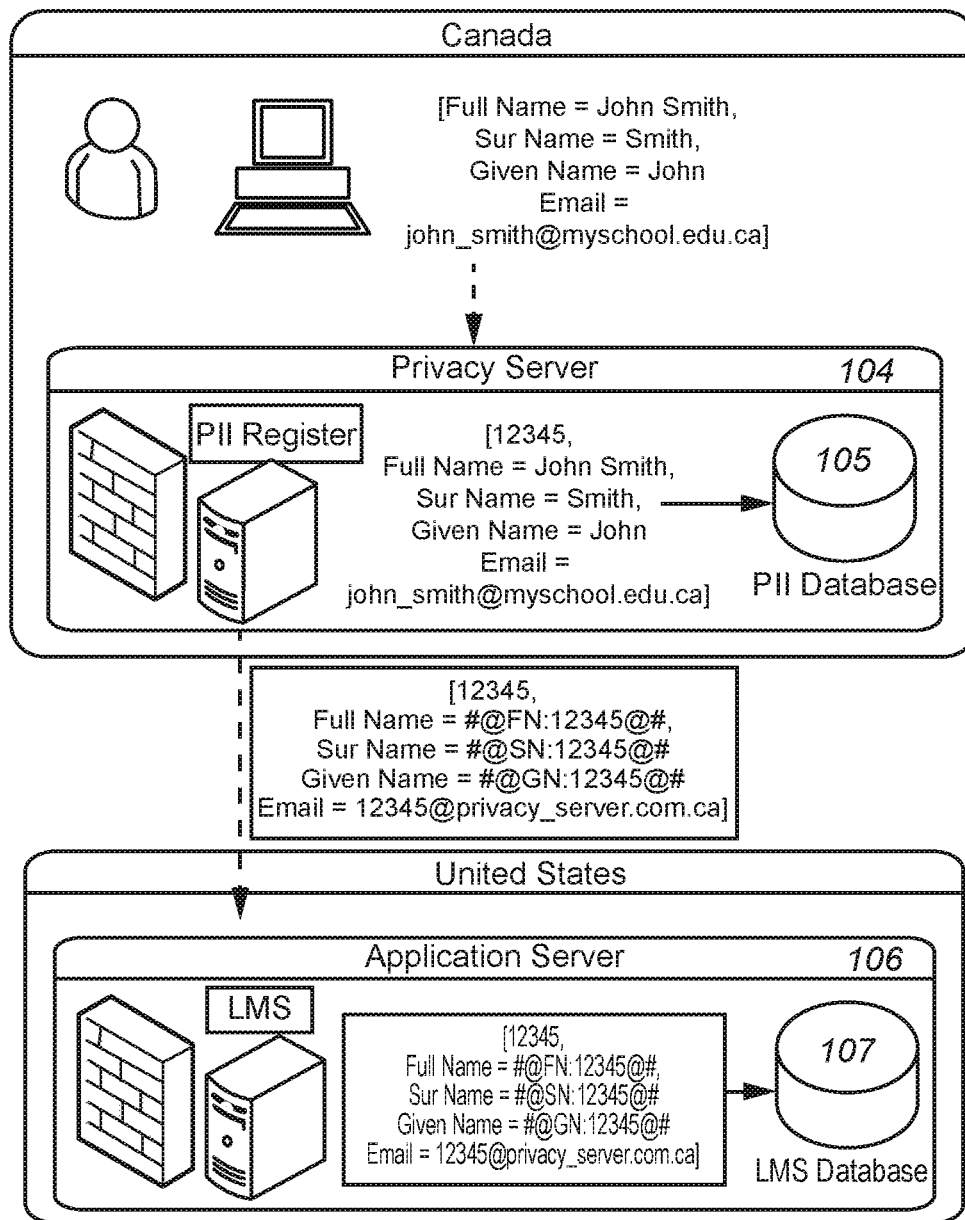 Canada
[Full Name = John Smith,
Sur Name = Smith,
Given Name = John
Email =
john_smith@myschool.edu.ca]
Privacy Server
104
PII Register
[12345,
Full Name = John Smith,
Sur Name = Smith,
Given Name = John
Email =
john_smith@myschool.edu.ca]
105
PII Database
[12345,
Full Name = #@FN:12345@#,
Sur Name = #@SN:12345@#
Given Name = #@GN:12345@#
Email = 12345@privacy_server.com.ca]
United States
Application Server
106
LMS
[12345,
Full Name = #@FN:12345@#,
Sur Name = #@SN:12345@#
Given Name = #@GN:12345@#
Email = 12345@privacy_server.com.ca]
107
LMS Database